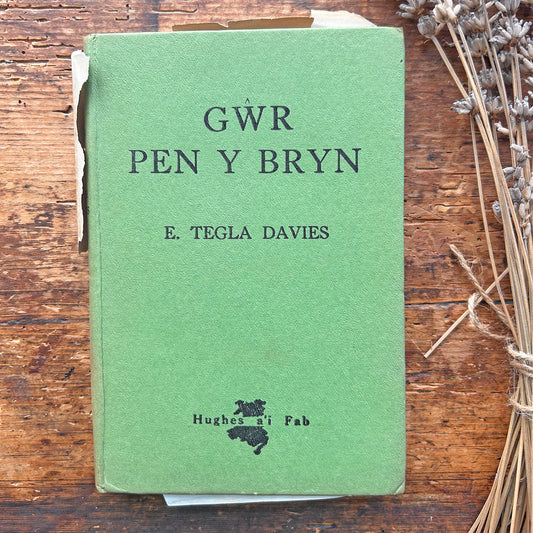 GŴR
PEN Y BRYN
E. TEGLA DAVIES
Hughes a'i Fab